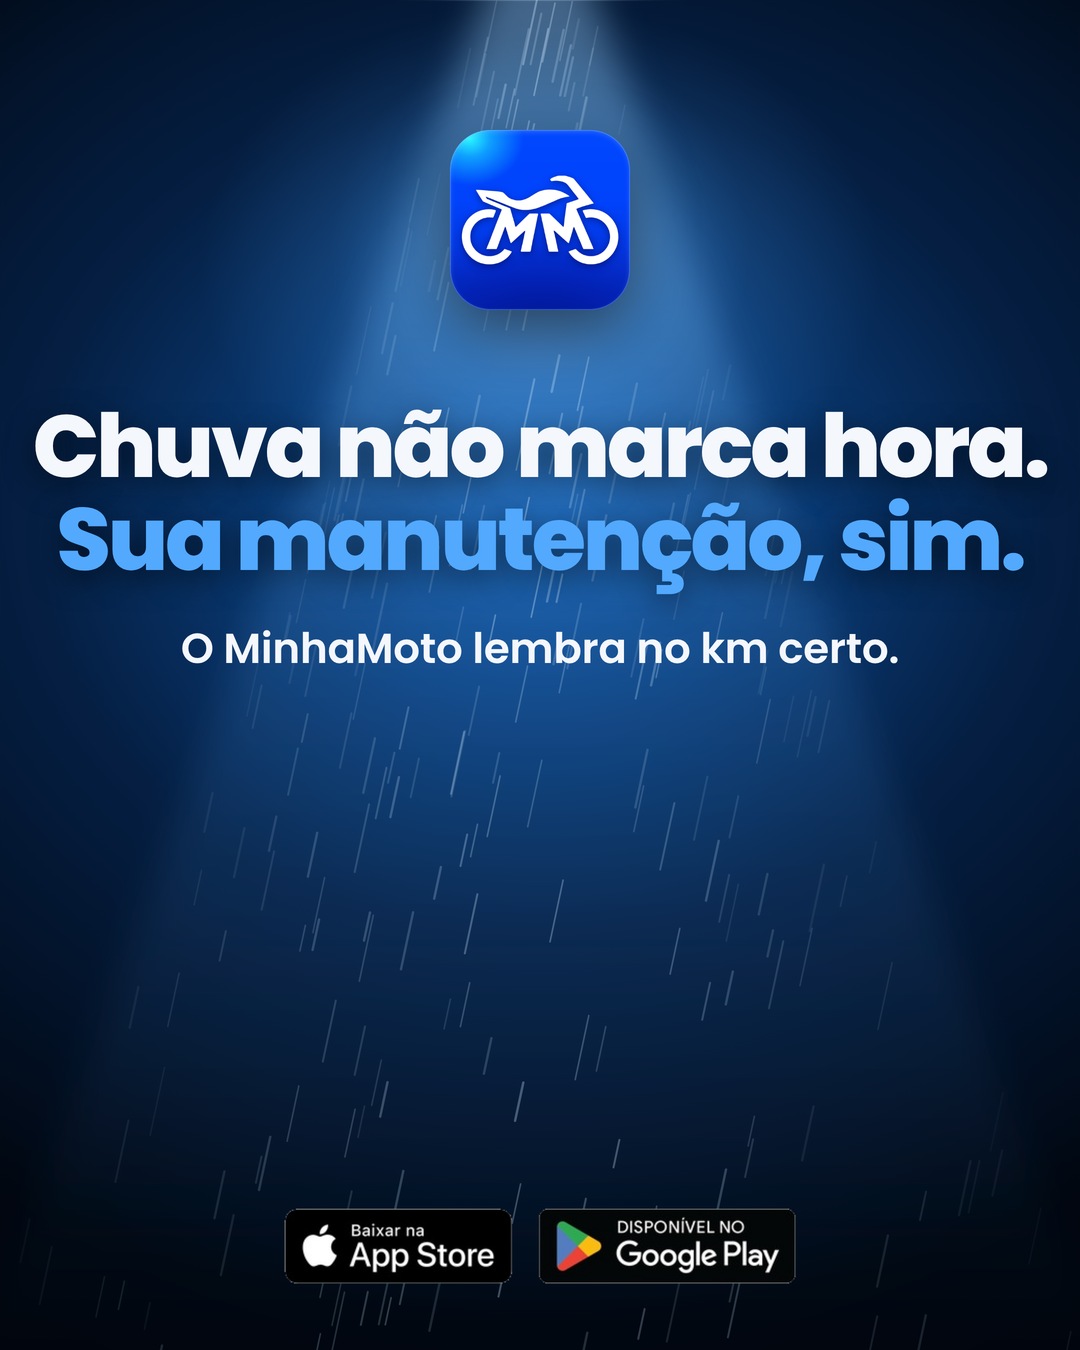 MM
Chuva não marca hora.
Sua manutenção, sim.
O MinhaMoto lembra no km certo.
Baixar na
App Store
DISPONÍVEL NO
Google Play